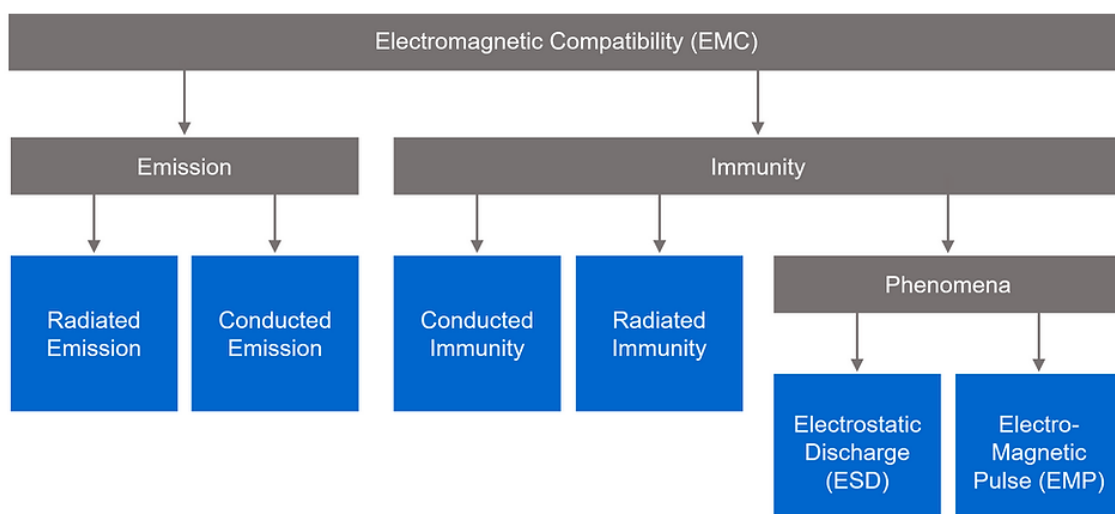 Electromagnetic Compatibility (EMC)
Emission
Immunity
Radiated
Emission
Conducted
Emission
Conducted
Immunity
Radiated
Immunity
Phenomena
Electrostatic
Discharge
(ESD)
Electro-
Magnetic
Pulse (EMP)